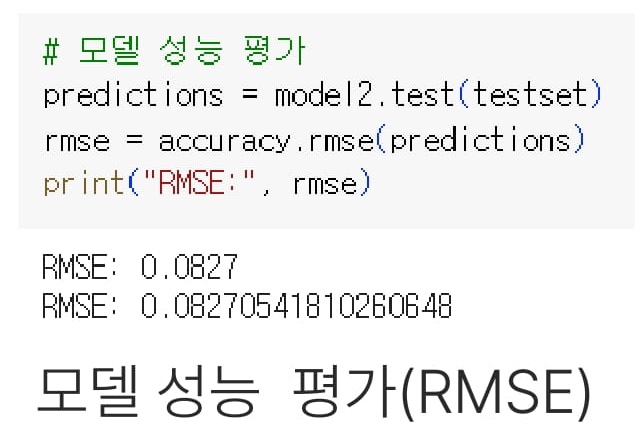 # 모델 성능 평가
predictions = model2.test(testset)
rmse = accuracy.rmse(predictions)
print("RMSE:", rmse)
RMSE: 0.0827
RMSE: 0.08270541810260648
모델 성능 평가(RMSE)